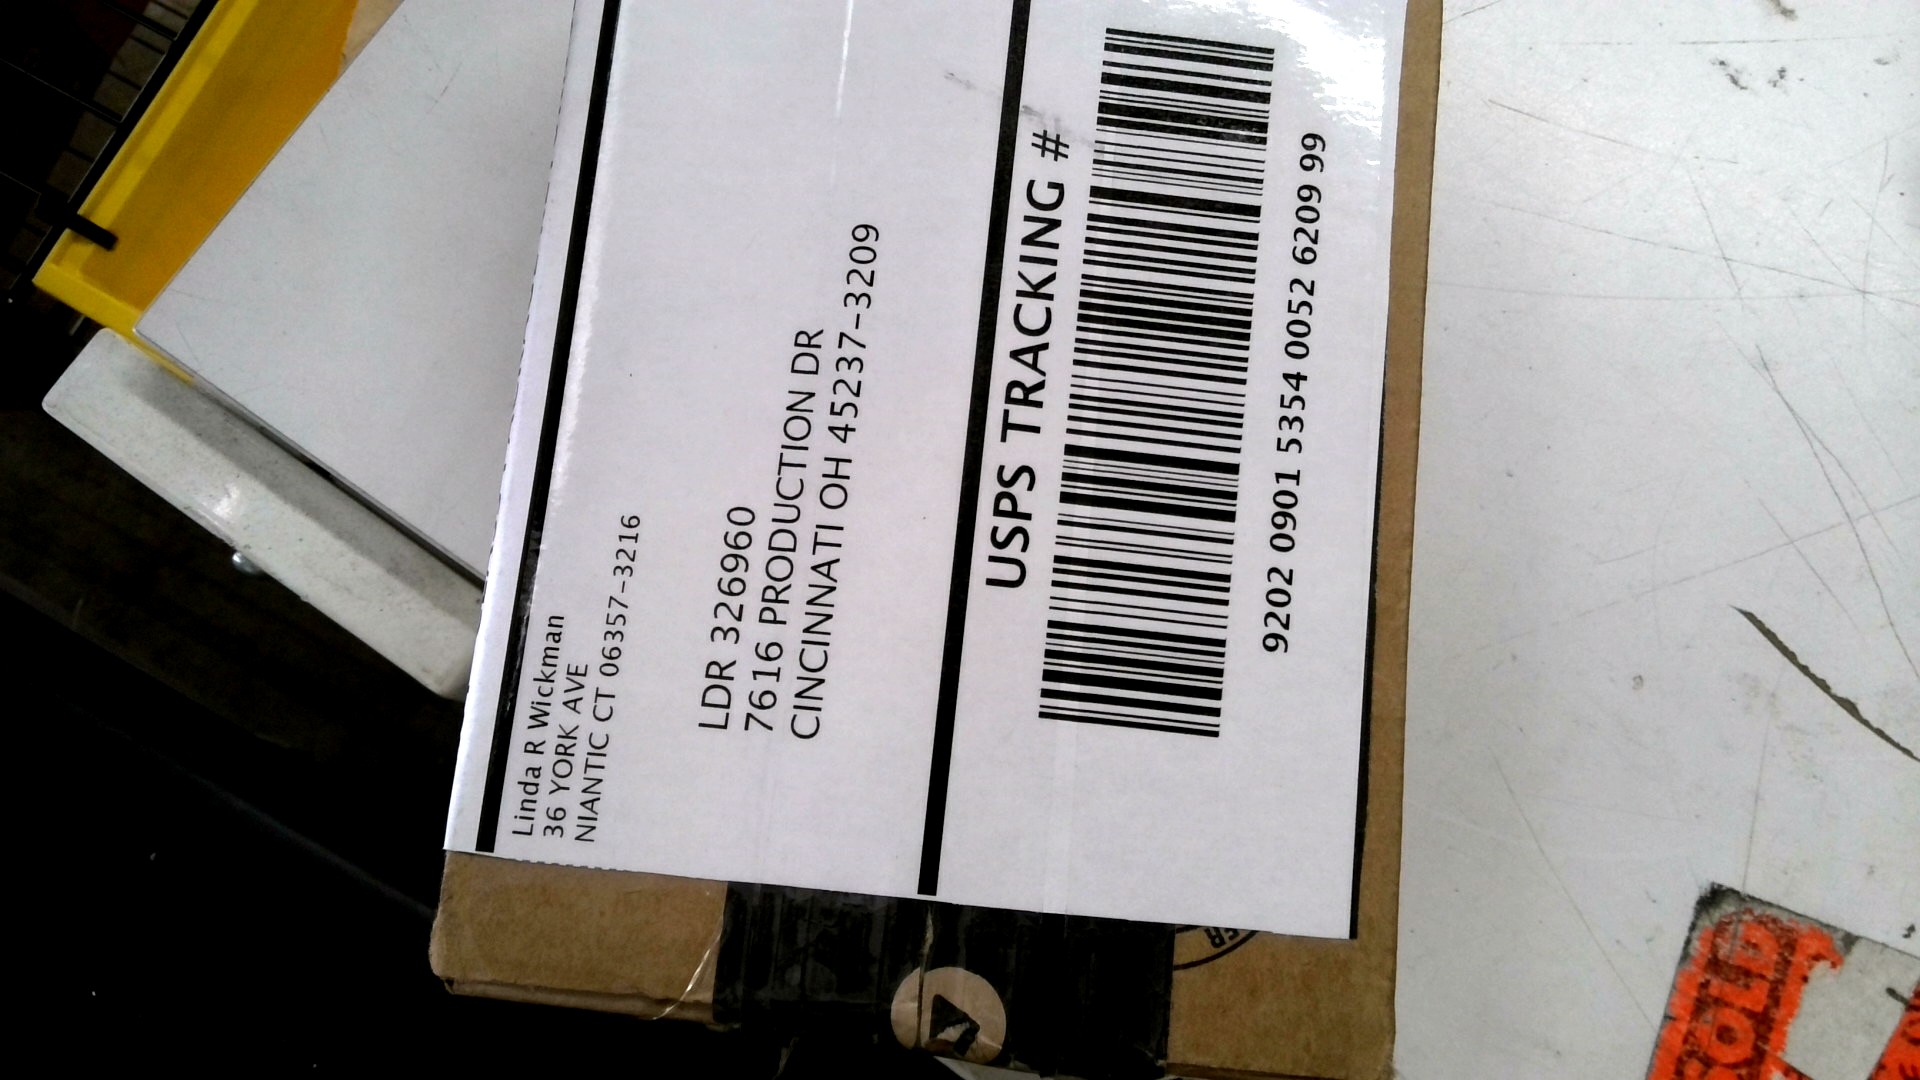 Linda R Wickman
36 YORK AVE
NIANTIC CT 06357-3216
LDR 326960
7616 PRODUCTION DR
CINCINNATI OH 45237-3209
USPS TRACKING #
9202 0901 5354 0052 6209 99